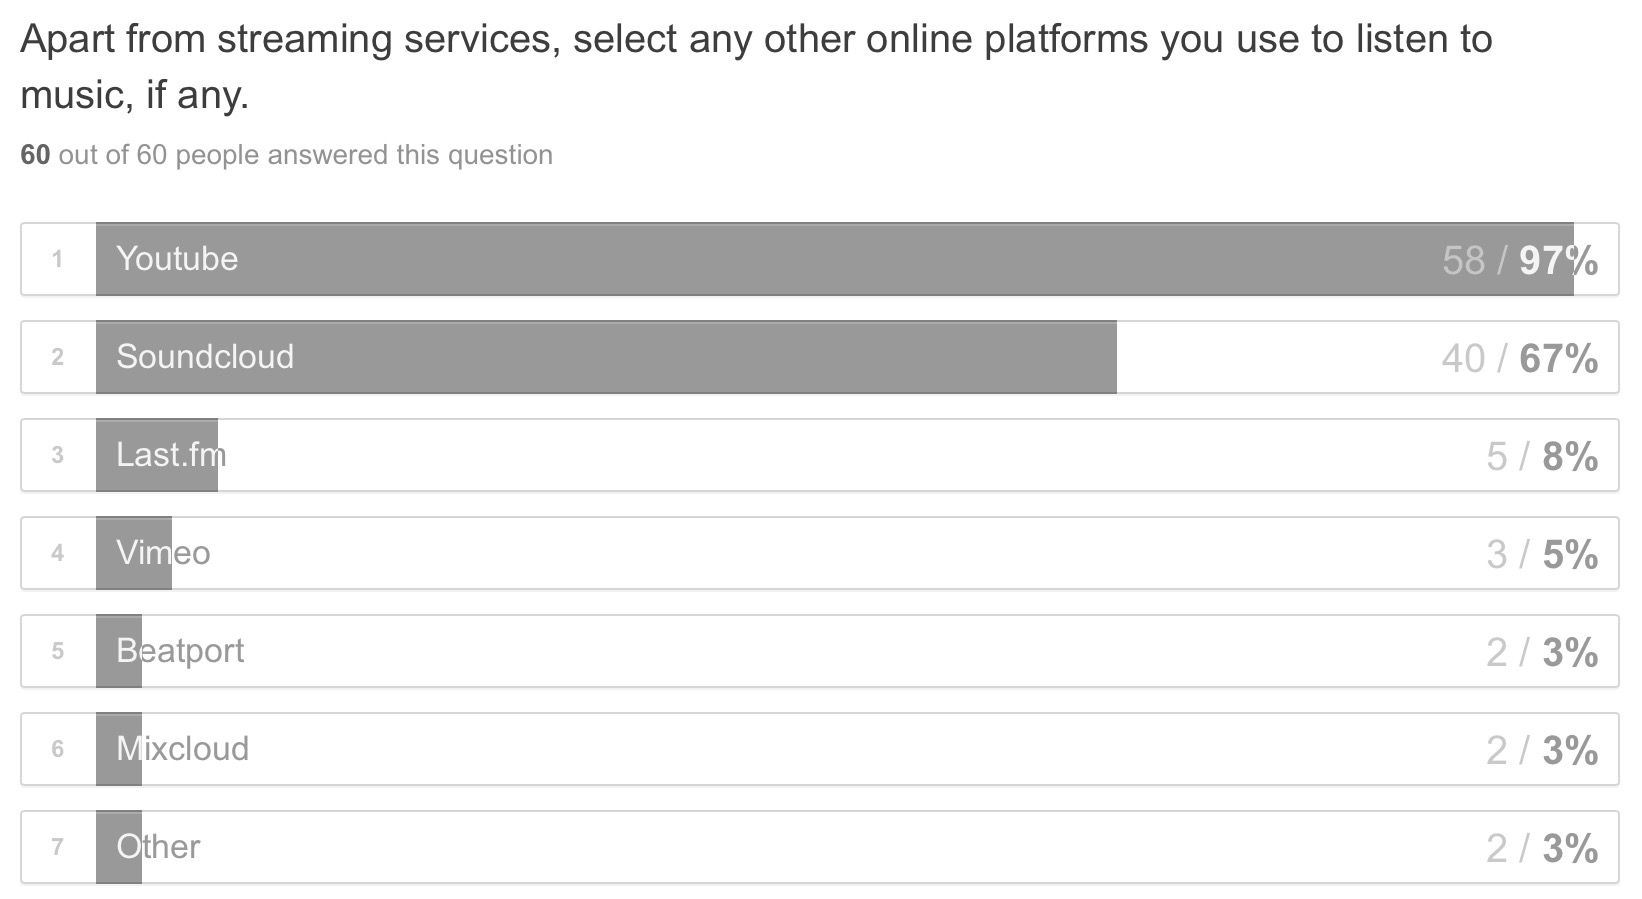 Apart from streaming services, select any other online platforms you use to listen to
music, if any.
60 out of 60 people answered this question
1 Youtube 58 / 97%
2 Soundcloud 40 / 67%
3 Last.fm 5 / 8%
4 Vimeo 3 / 5%
5 Beatport 2 / 3%
6 Mixcloud 2 / 3%
7 Other 2 / 3%